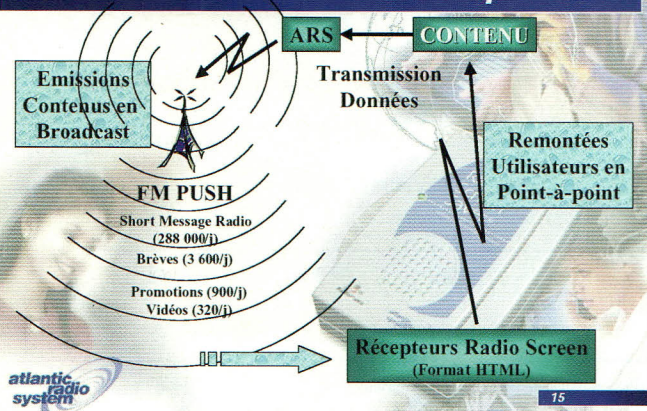 ARS
CONTENU
Transmission
Données
Emissions
Contenus en
Broadcast
Remontées
Utilisateurs en
Point-à-point
FM PUSH
Short Message Radio
(288 000/j)
Brèves (3 600/j)
Promotions (900/j)
Vidéos (320/j)
Récepteurs Radio Screen
(Format HTML)
atlantic
radio
system
15